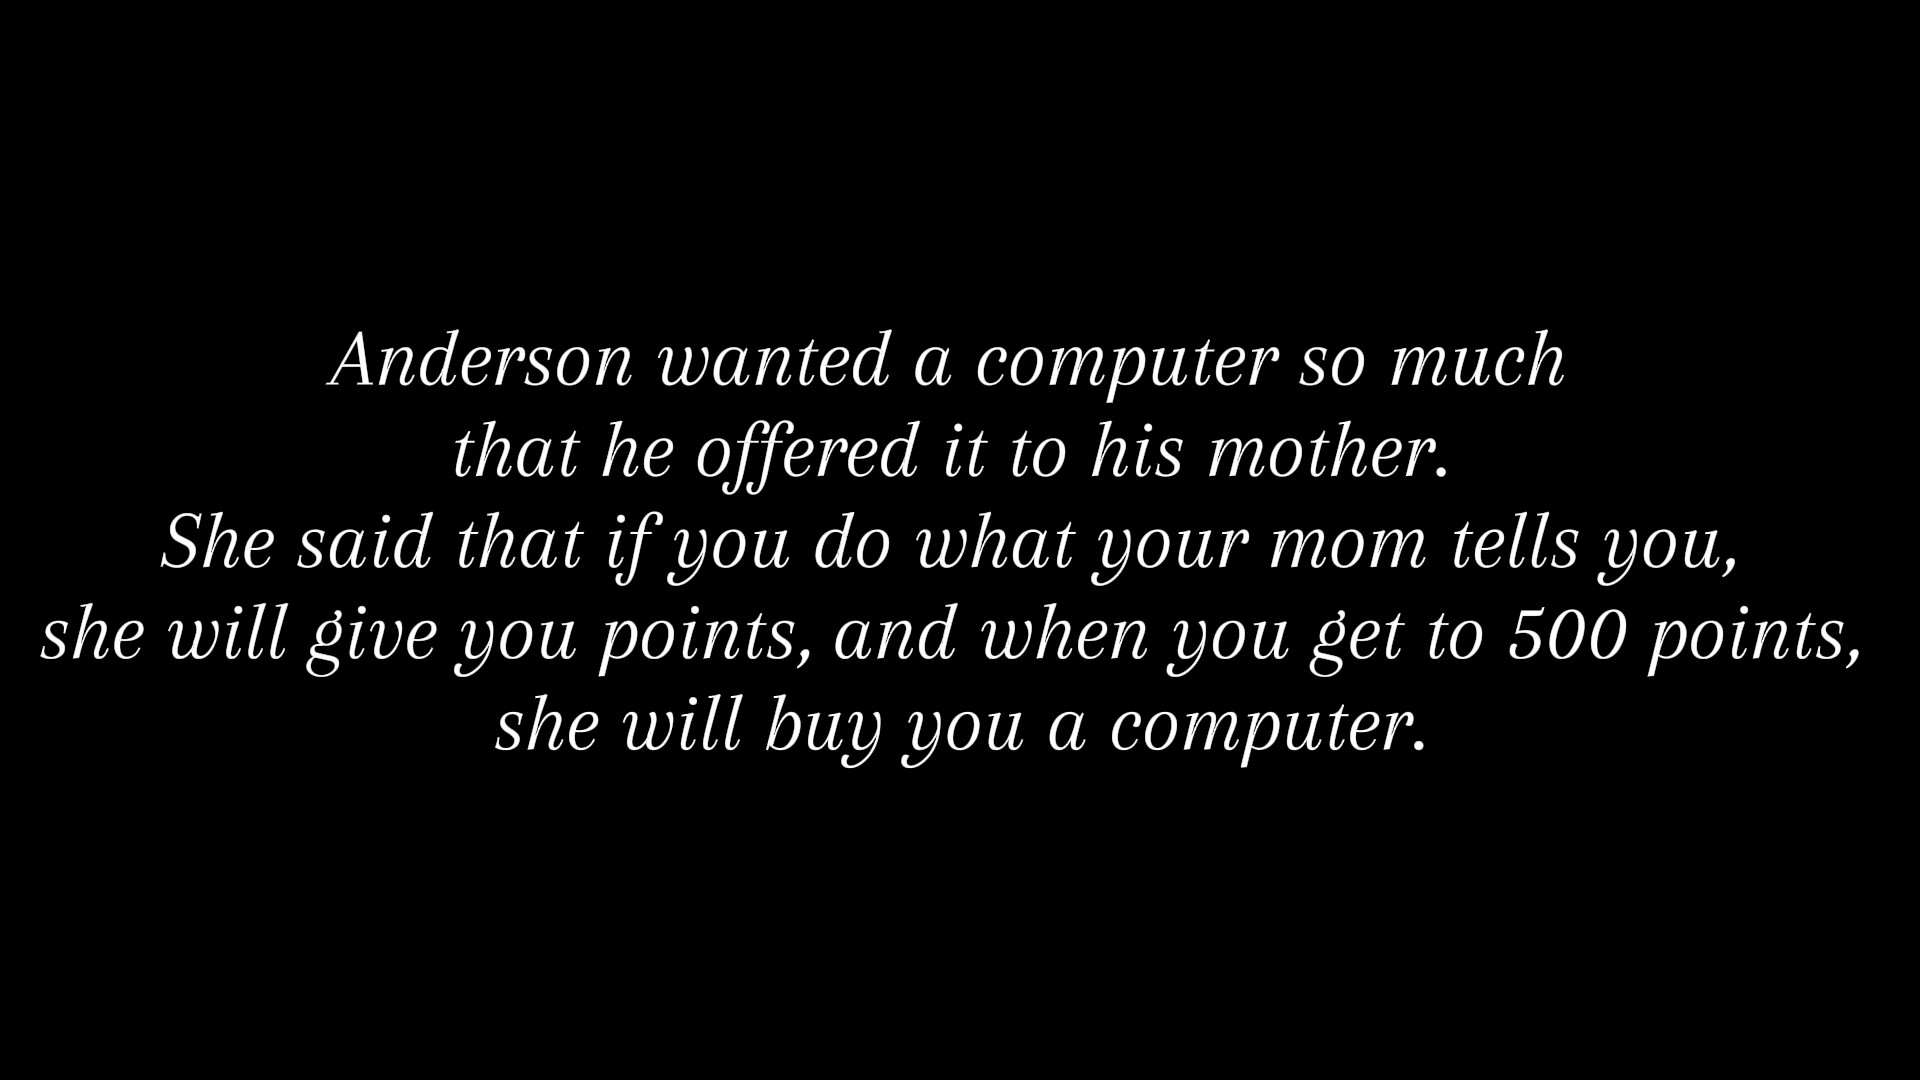 Anderson wanted a computer so much
that he offered it to his mother.
She said that if you do what your mom tells you,
she will give you points, and when you get to 500 points,
she will buy you a computer.